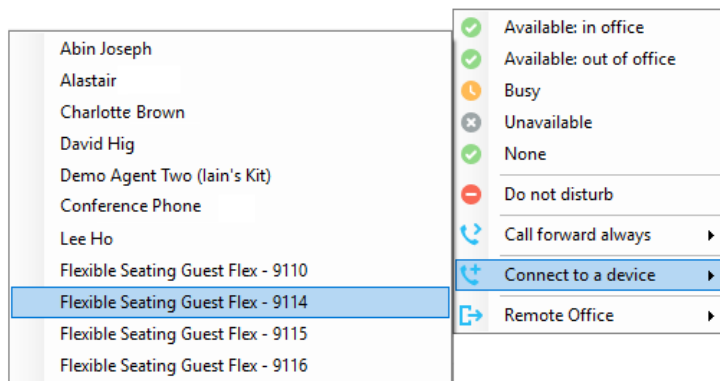 Abin Joseph
Alastair
Charlotte Brown
David Hig
Demo Agent Two (Iain's Kit)
Conference Phone
Lee Ho
Flexible Seating Guest Flex - 9110
Flexible Seating Guest Flex - 9114
Flexible Seating Guest Flex - 9115
Flexible Seating Guest Flex - 9116
Available: in office
Available: out of office
Busy
Unavailable
None
Do not disturb
Call forward always
Connect to a device
Remote Office